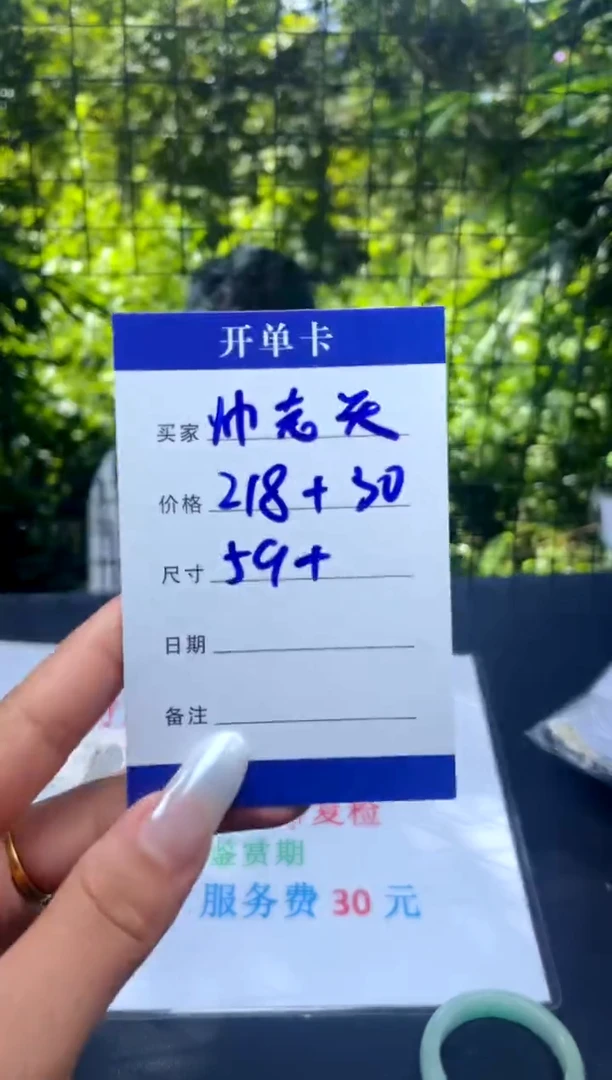 开单卡
买家 帅志天
价格 218+30
尺寸 59+
日期
备注
复检
鉴赏期
服务费 30 元